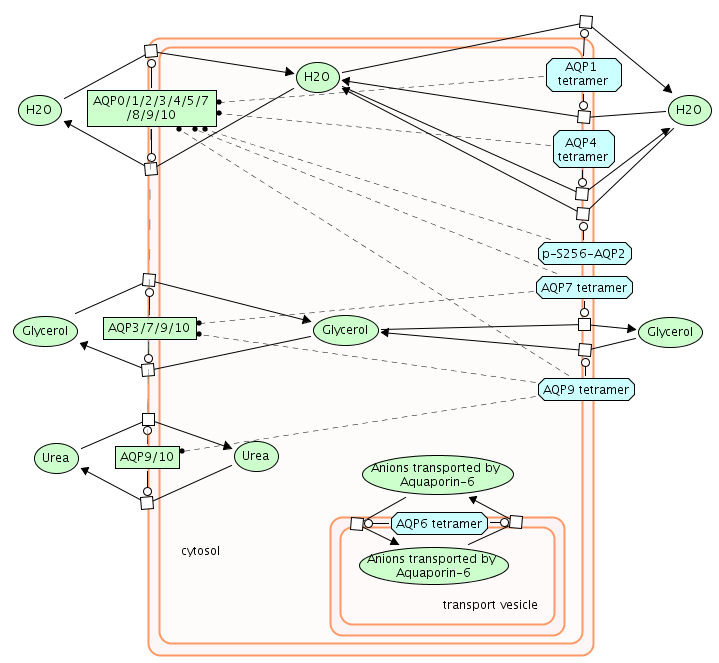 AQP1
tetramer
H2O
AQP0/1/2/3/4/5/7
/8/9/10
H2O
H2O
AQP4
tetramer
p-S256-AQP2
AQP7 tetramer
Glycerol
AQP3/7/9/10
Glycerol
Glycerol
AQP9 tetramer
Urea
AQP9/10
Urea
Anions transported by
Aquaporin-6
AQP6 tetramer
cytosol
Anions transported by
Aquaporin-6
transport vesicle